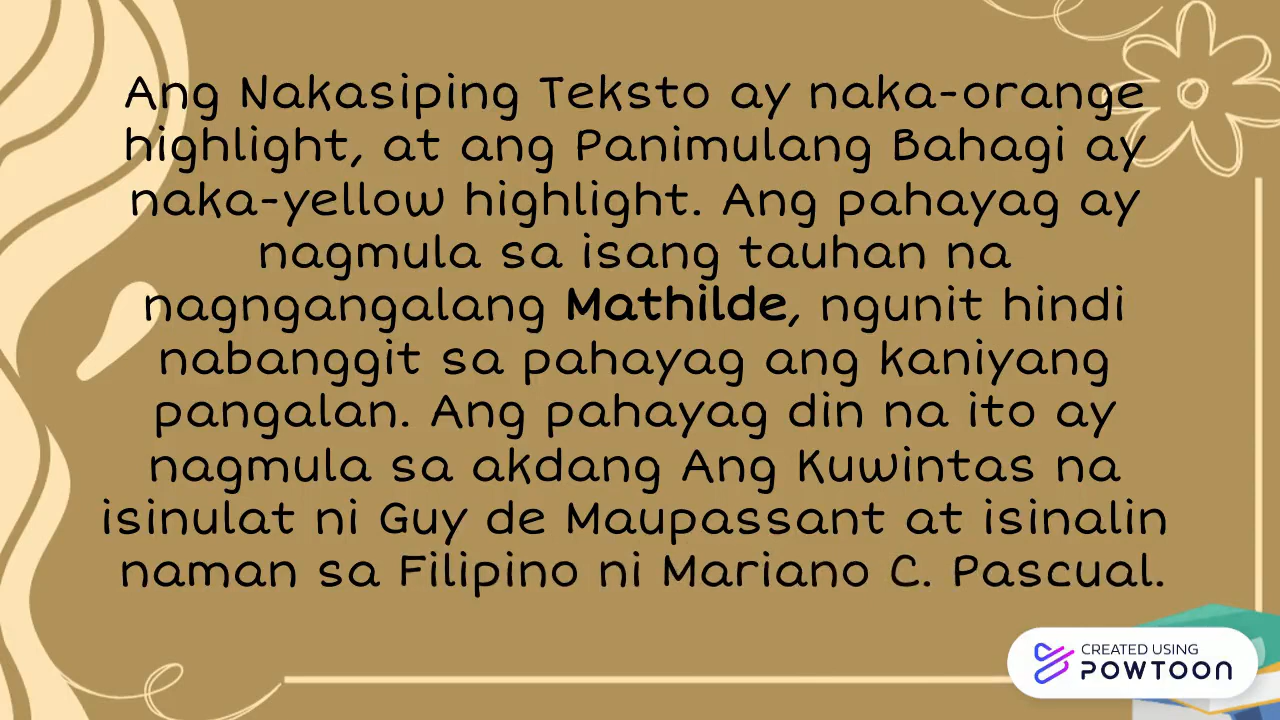 Ang Nakasiping Teksto ay naka-orange
highlight, at ang Panimulang Bahagi ay
naka-yellow highlight. Ang pahayag ay
nagmula sa isang tauhan na
nagngangalang Mathilde, ngunit hindi
nabanggit sa pahayag ang kaniyang
pangalan. Ang pahayag din na ito ay
nagmula sa akdang Ang Kuwintas na
isinulat ni Guy de Maupassant at isinalin
naman sa Filipino ni Mariano C. Pascual.
CREATED USING
POWTOON